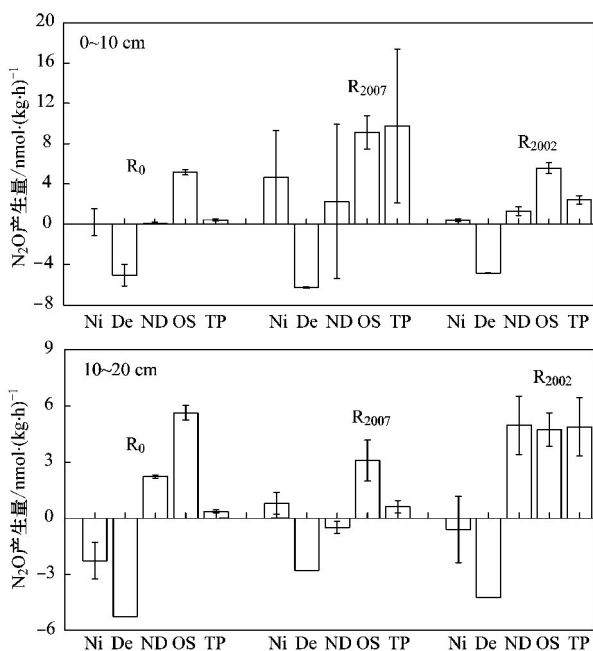 20
0~10 cm
16
12
R₂₀₀₇
8
R₀
R₂₀₀₂
4
0
−4
−8
N₂O产生量/nmol·(kg·h)⁻¹
Ni De ND OS TP Ni De ND OS TP Ni De ND OS TP
9
10~20 cm
R₂₀₀₂
6
R₀
R₂₀₀₇
3
0
−3
−6
N₂O产生量/nmol·(kg·h)⁻¹
Ni De ND OS TP Ni De ND OS TP Ni De ND OS TP